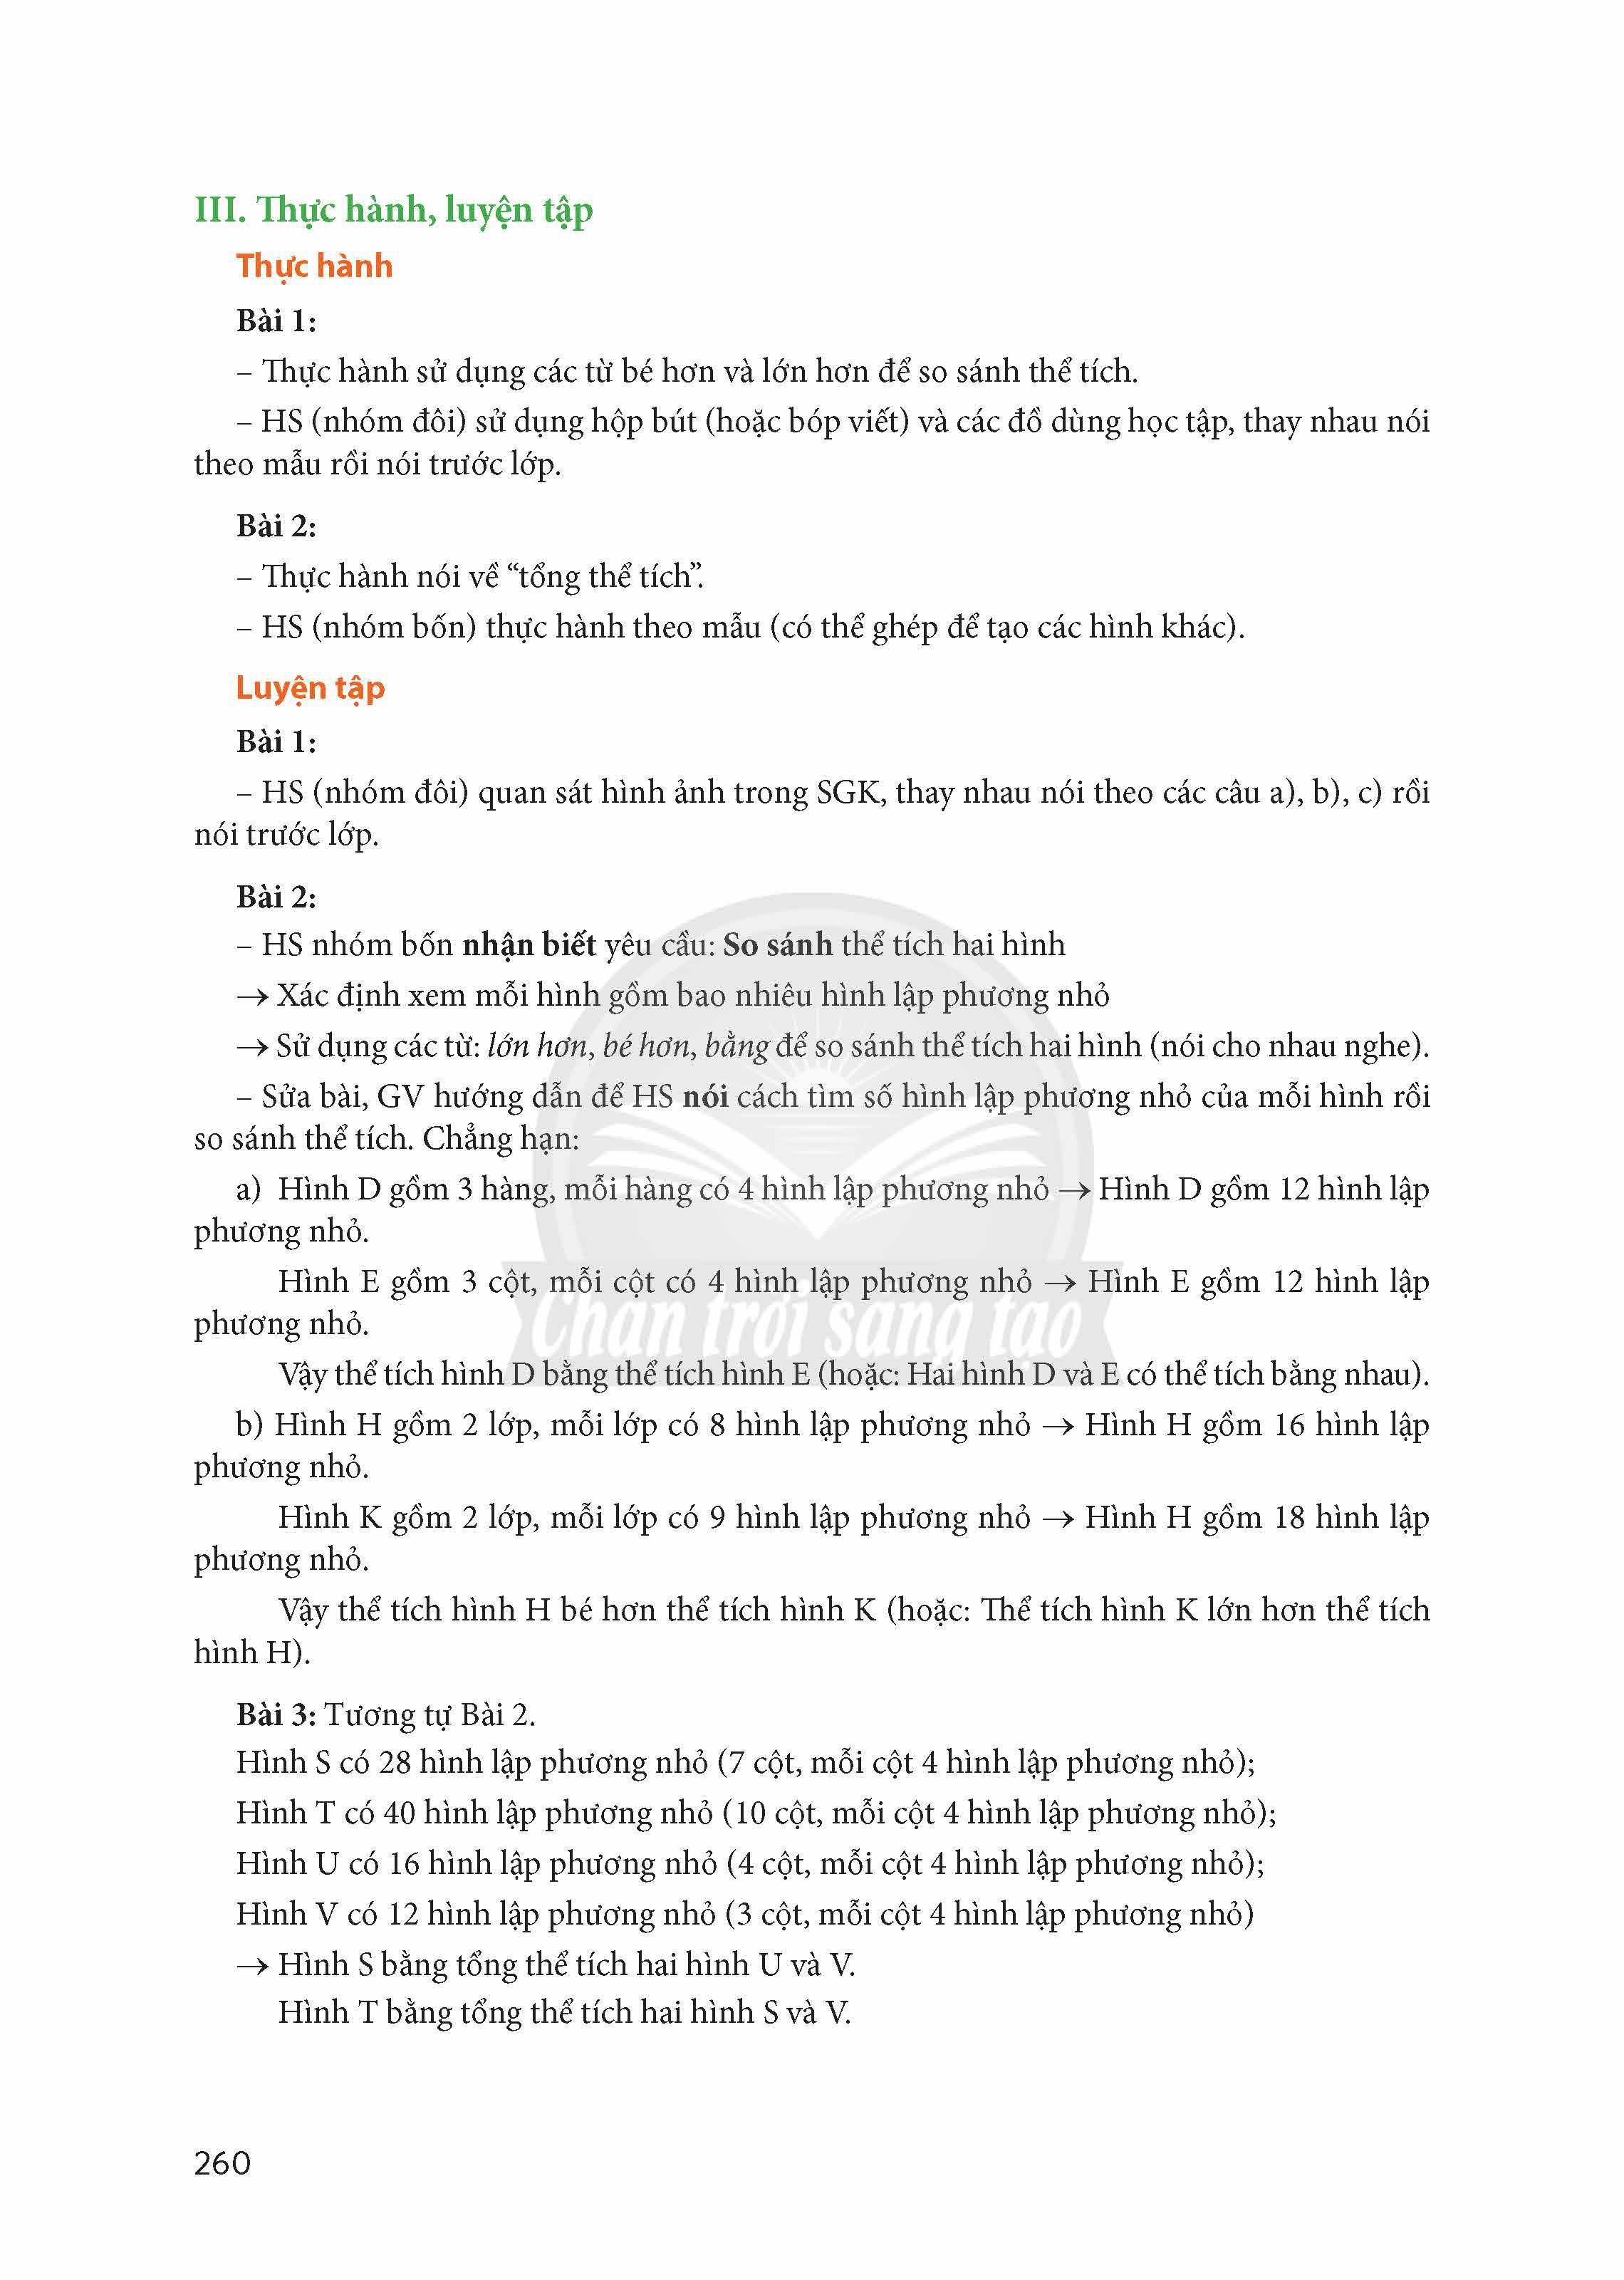 III. Thực hành, luyện tập
Thực hành
Bài 1:
– Thực hành sử dụng các từ bé hơn và lớn hơn để so sánh thể tích.
– HS (nhóm đôi) sử dụng hộp bút (hoặc bóp viết) và các đồ dùng học tập, thay nhau nói
theo mẫu rồi nói trước lớp.
Bài 2:
– Thực hành nói về “tổng thể tích”.
– HS (nhóm bốn) thực hành theo mẫu (có thể ghép để tạo các hình khác).
Luyện tập
Bài 1:
– HS (nhóm đôi) quan sát hình ảnh trong SGK, thay nhau nói theo các câu a), b), c) rồi
nói trước lớp.
Bài 2:
– HS nhóm bốn nhận biết yêu cầu: So sánh thể tích hai hình
→ Xác định xem mỗi hình gồm bao nhiêu hình lập phương nhỏ
→ Sử dụng các từ: lớn hơn, bé hơn, bằng để so sánh thể tích hai hình (nói cho nhau nghe).
– Sửa bài, GV hướng dẫn để HS nói cách tìm số hình lập phương nhỏ của mỗi hình rồi
so sánh thể tích. Chẳng hạn:
a) Hình D gồm 3 hàng, mỗi hàng có 4 hình lập phương nhỏ → Hình D gồm 12 hình lập
phương nhỏ.
Hình E gồm 3 cột, mỗi cột có 4 hình lập phương nhỏ → Hình E gồm 12 hình lập
phương nhỏ.
Chân trời sáng tạo
Vậy thể tích hình D bằng thể tích hình E (hoặc: Hai hình D và E có thể tích bằng nhau).
b) Hình H gồm 2 lớp, mỗi lớp có 8 hình lập phương nhỏ → Hình H gồm 16 hình lập
phương nhỏ.
Hình K gồm 2 lớp, mỗi lớp có 9 hình lập phương nhỏ → Hình H gồm 18 hình lập
phương nhỏ.
Vậy thể tích hình H bé hơn thể tích hình K (hoặc: Thể tích hình K lớn hơn thể tích
hình H).
Bài 3: Tương tự Bài 2.
Hình S có 28 hình lập phương nhỏ (7 cột, mỗi cột 4 hình lập phương nhỏ);
Hình T có 40 hình lập phương nhỏ (10 cột, mỗi cột 4 hình lập phương nhỏ);
Hình U có 16 hình lập phương nhỏ (4 cột, mỗi cột 4 hình lập phương nhỏ);
Hình V có 12 hình lập phương nhỏ (3 cột, mỗi cột 4 hình lập phương nhỏ)
→ Hình S bằng tổng thể tích hai hình U và V.
Hình T bằng tổng thể tích hai hình S và V.
260